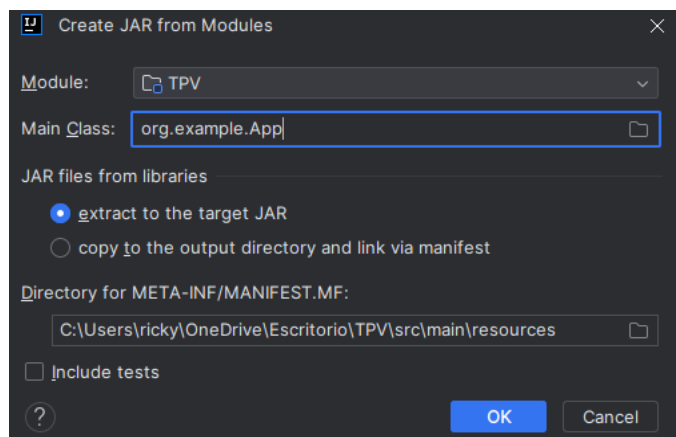 IJ Create JAR from Modules
Module: TPV
Main Class: org.example.App
JAR files from libraries
extract to the target JAR
copy to the output directory and link via manifest
Directory for META-INF/MANIFEST.MF:
C:\Users\ricky\OneDrive\Escritorio\TPV\src\main\resources
Include tests
? OK Cancel